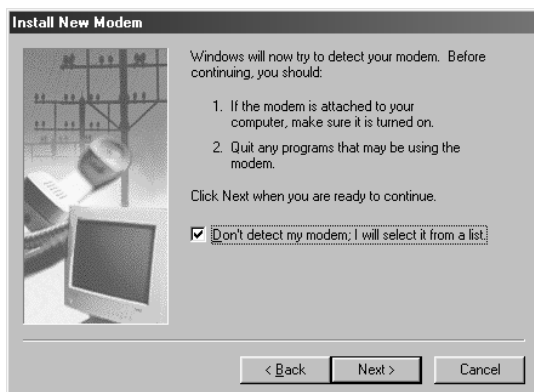 Install New Modem
Windows will now try to detect your modem. Before
continuing, you should:
1. If the modem is attached to your
computer, make sure it is turned on.
2. Quit any programs that may be using the
modem.
Click Next when you are ready to continue.
Don't detect my modem; I will select it from a list.
< Back
Next >
Cancel